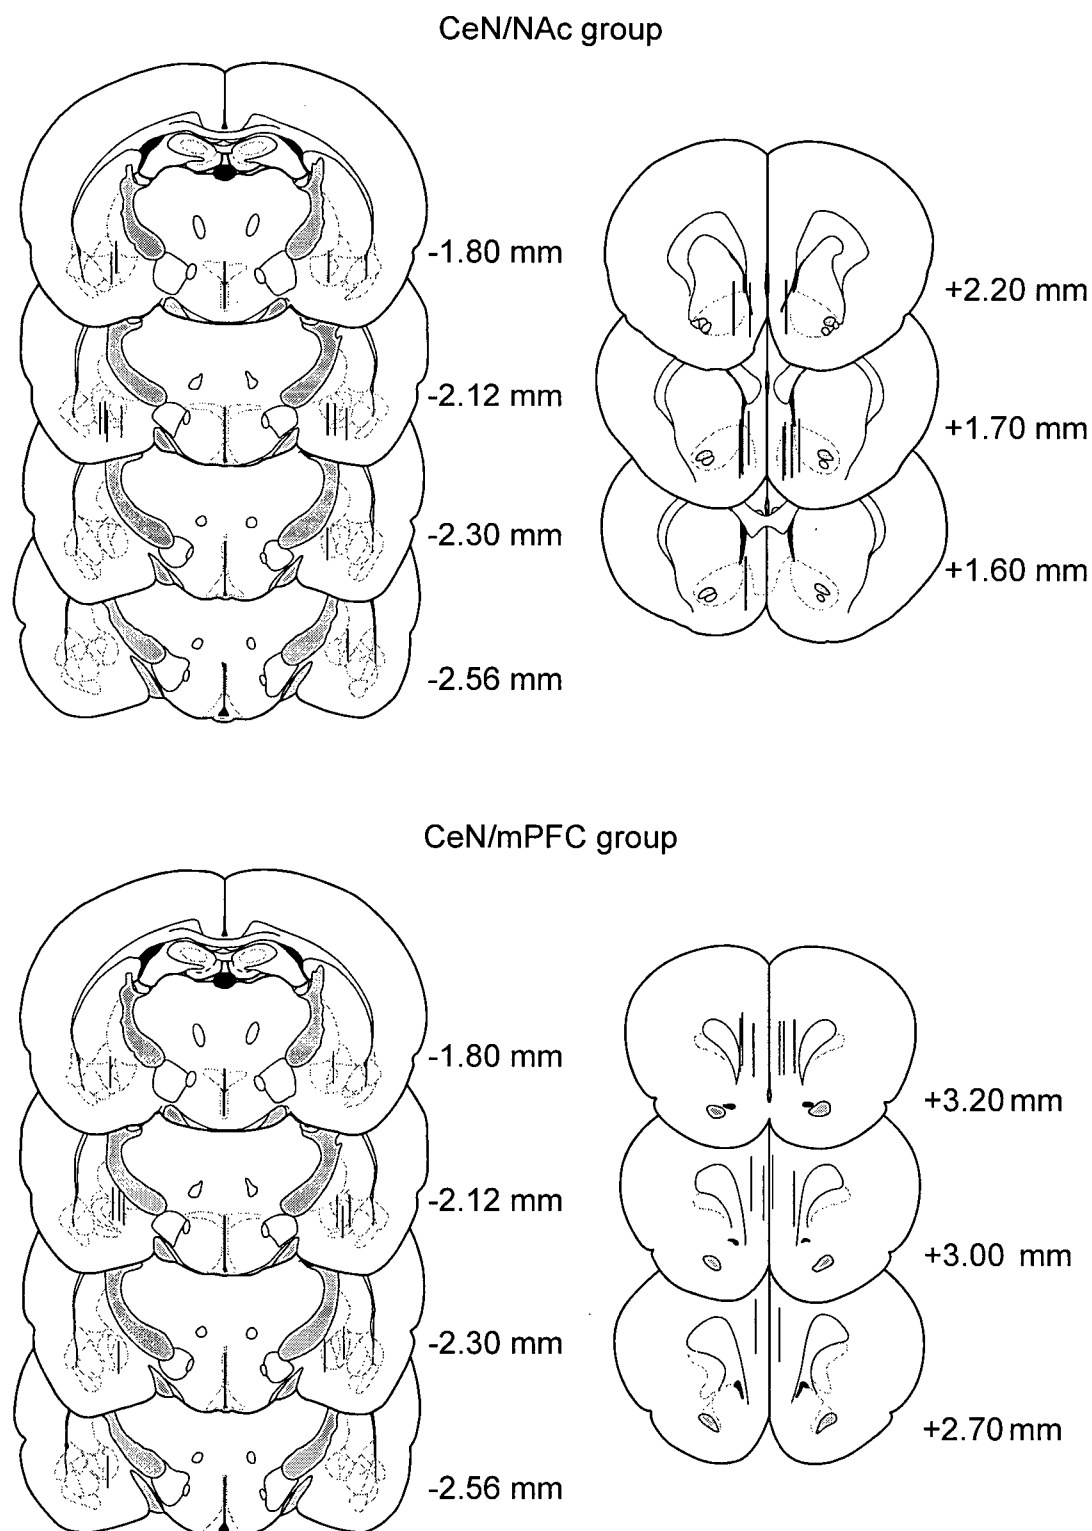 CeN/NAc group
-1.80 mm
-2.12 mm
-2.30 mm
-2.56 mm
+2.20 mm
+1.70 mm
+1.60 mm
CeN/mPFC group
-1.80 mm
-2.12 mm
-2.30 mm
-2.56 mm
+3.20 mm
+3.00 mm
+2.70 mm